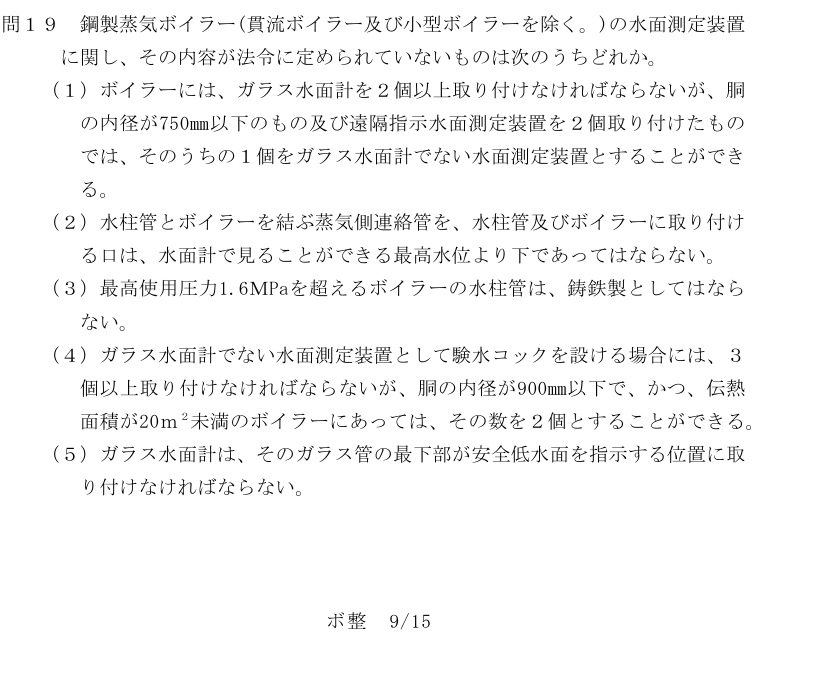 問１９　鋼製蒸気ボイラー(貫流ボイラー及び小型ボイラーを除く。)の水面測定装置
に関し、その内容が法令に定められていないものは次のうちどれか。
（１）ボイラーには、ガラス水面計を２個以上取り付けなければならないが、胴
の内径が750㎜以下のもの及び遠隔指示水面測定装置を２個取り付けたもの
では、そのうちの１個をガラス水面計でない水面測定装置とすることができ
る。
（２）水柱管とボイラーを結ぶ蒸気側連絡管を、水柱管及びボイラーに取り付け
る口は、水面計で見ることができる最高水位より下であってはならない。
（３）最高使用圧力1.6MPaを超えるボイラーの水柱管は、鋳鉄製としてはなら
ない。
（４）ガラス水面計でない水面測定装置として験水コックを設ける場合には、３
個以上取り付けなければならないが、胴の内径が900㎜以下で、かつ、伝熱
面積が20ｍ²未満のボイラーにあっては、その数を２個とすることができる。
（５）ガラス水面計は、そのガラス管の最下部が安全低水面を指示する位置に取
り付けなければならない。
ボ整　9/15